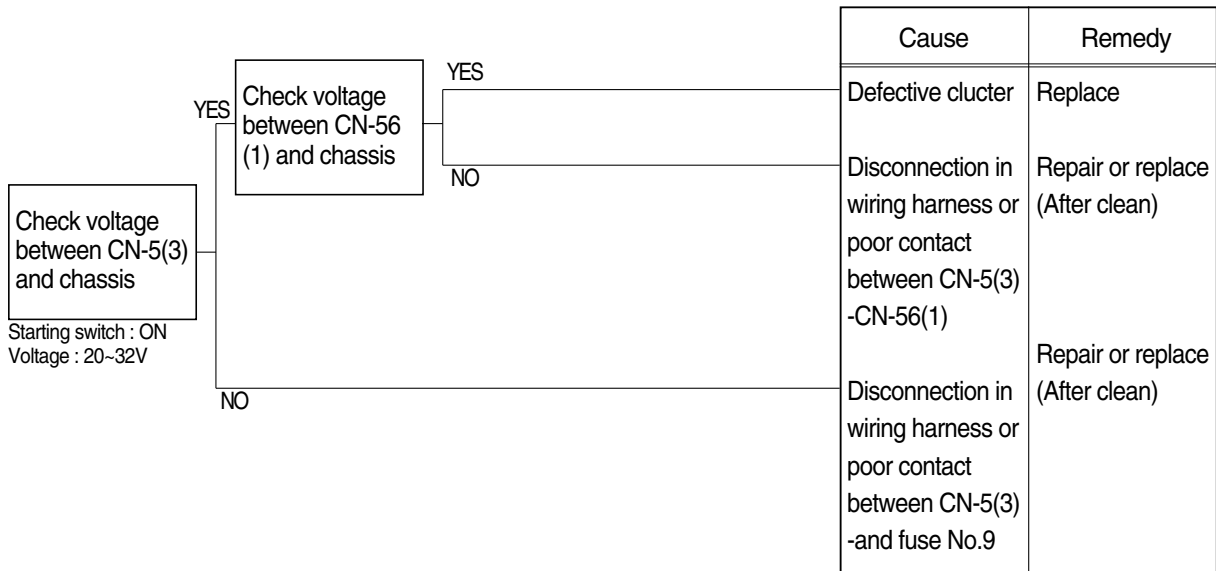 Cause
Remedy
YES
Check voltage
between CN-56
(1) and chassis
YES
Defective clucter
Replace
NO
Disconnection in
wiring harness or
poor contact
between CN-5(3)
-CN-56(1)
Repair or replace
(After clean)
YES
Check voltage
between CN-5(3)
and chassis
Starting switch : ON
Voltage : 20~32V
NO
Disconnection in
wiring harness or
poor contact
between CN-5(3)
-and fuse No.9
Repair or replace
(After clean)